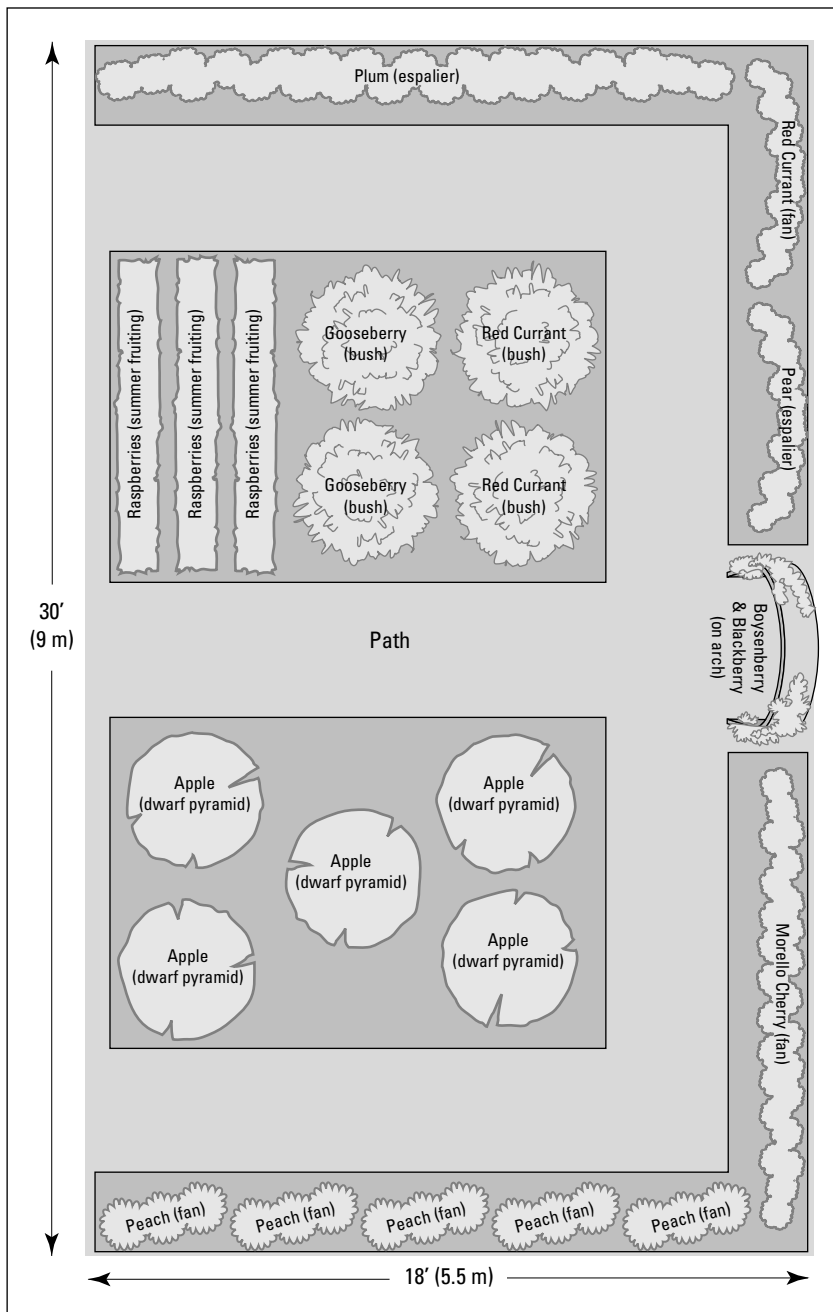 Plum (espalier)
Red Currant (fan)
Raspberries (summer fruiting)
Raspberries (summer fruiting)
Raspberries (summer fruiting)
Gooseberry
(bush)
Red Currant
(bush)
Pear (espalier)
Gooseberry
(bush)
Red Currant
(bush)
30′
(9 m)
Path
Boysenberry
& Blackberry
(on arch)
Apple
(dwarf pyramid)
Apple
(dwarf pyramid)
Apple
(dwarf pyramid)
Apple
(dwarf pyramid)
Apple
(dwarf pyramid)
Morello Cherry (fan)
Peach (fan)
Peach (fan)
Peach (fan)
Peach (fan)
Peach (fan)
18′ (5.5 m)